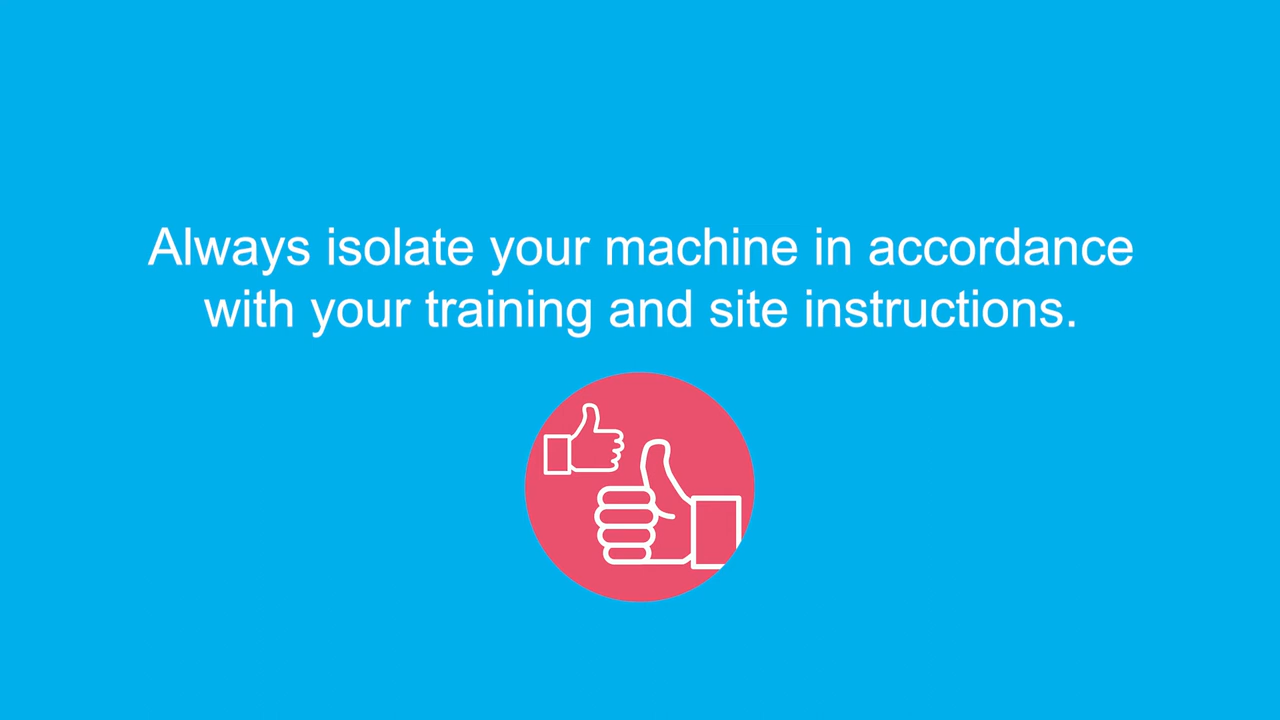 Always isolate your machine in accordance
with your training and site instructions.